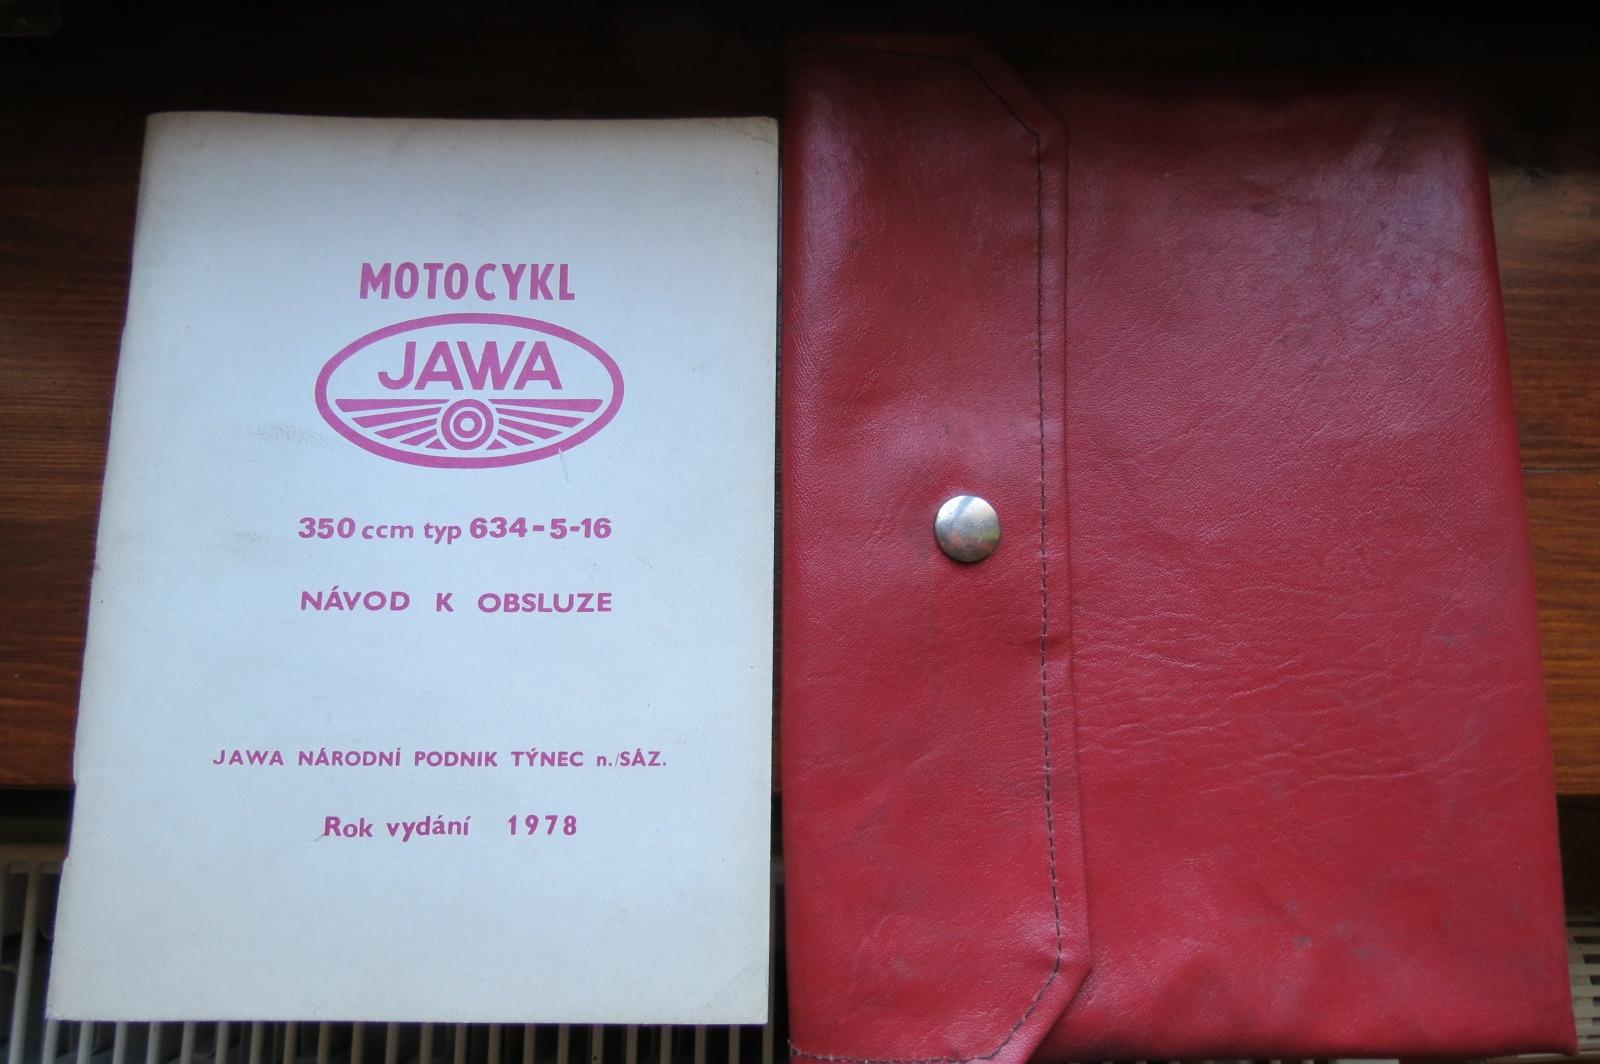 MOTOCYKL
JAWA
350 ccm typ 634-5-16
NÁVOD K OBSLUZE
JAWA NÁRODNÍ PODNIK TÝNEC n./SÁZ.
Rok vydání 1978